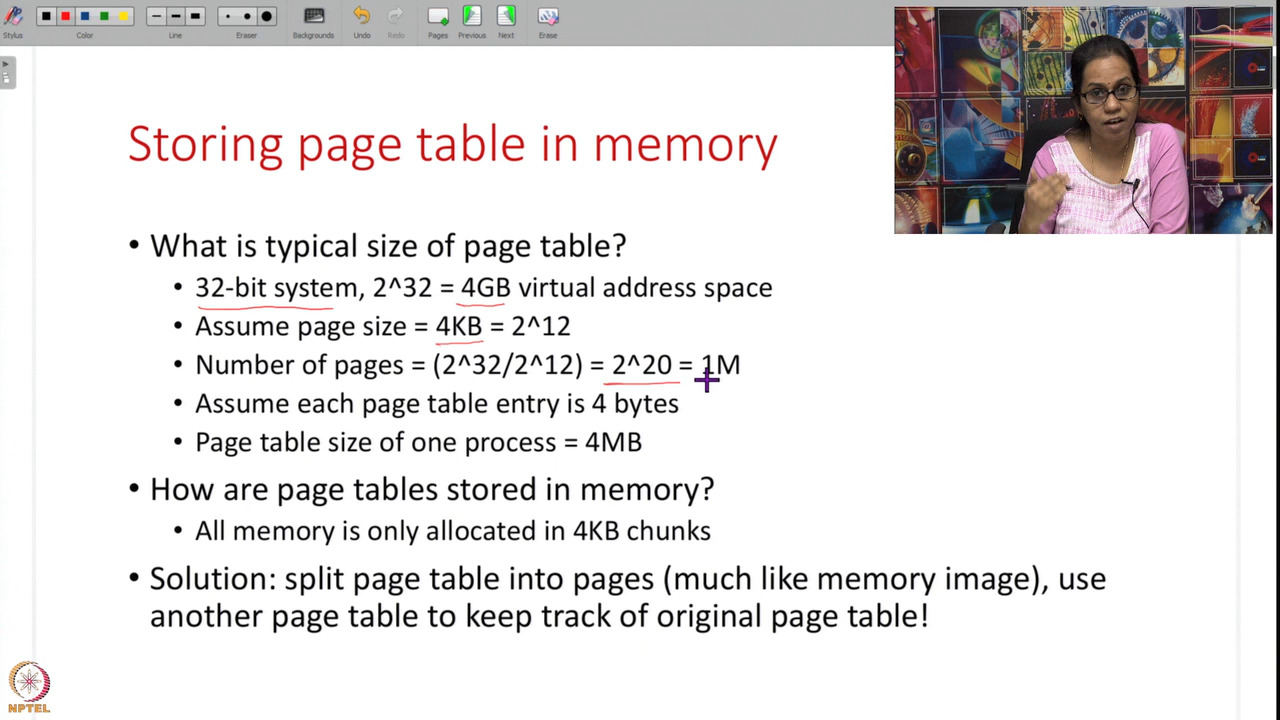 Stylus
Color
Line
Eraser
Backgrounds
Undo
Redo
Pages
Previous
Next
Erase
Storing page table in memory
• What is typical size of page table?
• 32-bit system, 2^32 = 4GB virtual address space
• Assume page size = 4KB = 2^12
• Number of pages = (2^32/2^12) = 2^20 = 1M
• Assume each page table entry is 4 bytes
• Page table size of one process = 4MB
• How are page tables stored in memory?
• All memory is only allocated in 4KB chunks
• Solution: split page table into pages (much like memory image), use
another page table to keep track of original page table!
NPTEL